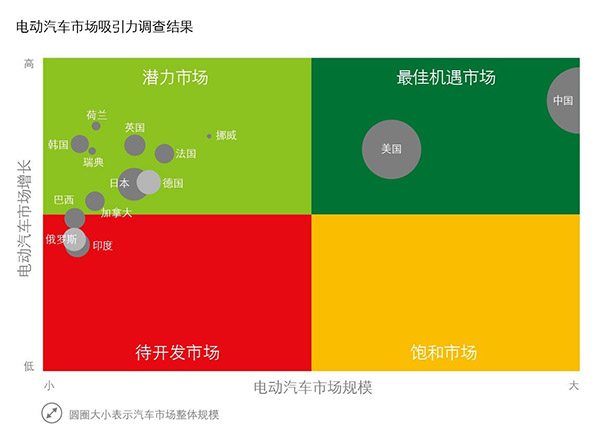 电动汽车市场吸引力调查结果
高
潜力市场
最佳机遇市场
中国
荷兰
英国
挪威
韩国
瑞典
法国
美国
日本
德国
巴西
加拿大
电动汽车市场增长
俄罗斯
印度
待开发市场
饱和市场
低
小
电动汽车市场规模
大
圆圈大小表示汽车市场整体规模